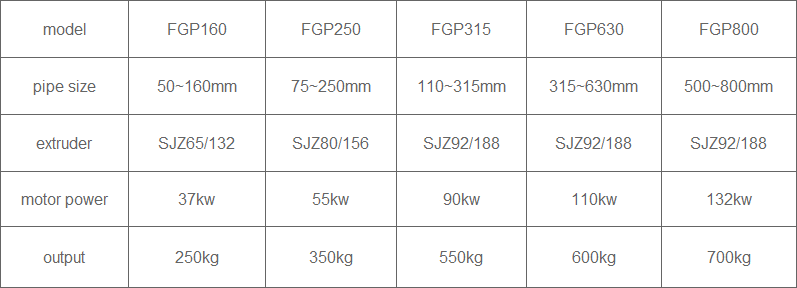 model FGP160 FGP250 FGP315 FGP630 FGP800
pipe size 50~160mm 75~250mm 110~315mm 315~630mm 500~800mm
extruder SJZ65/132 SJZ80/156 SJZ92/188 SJZ92/188 SJZ92/188
motor power 37kw 55kw 90kw 110kw 132kw
output 250kg 350kg 550kg 600kg 700kg